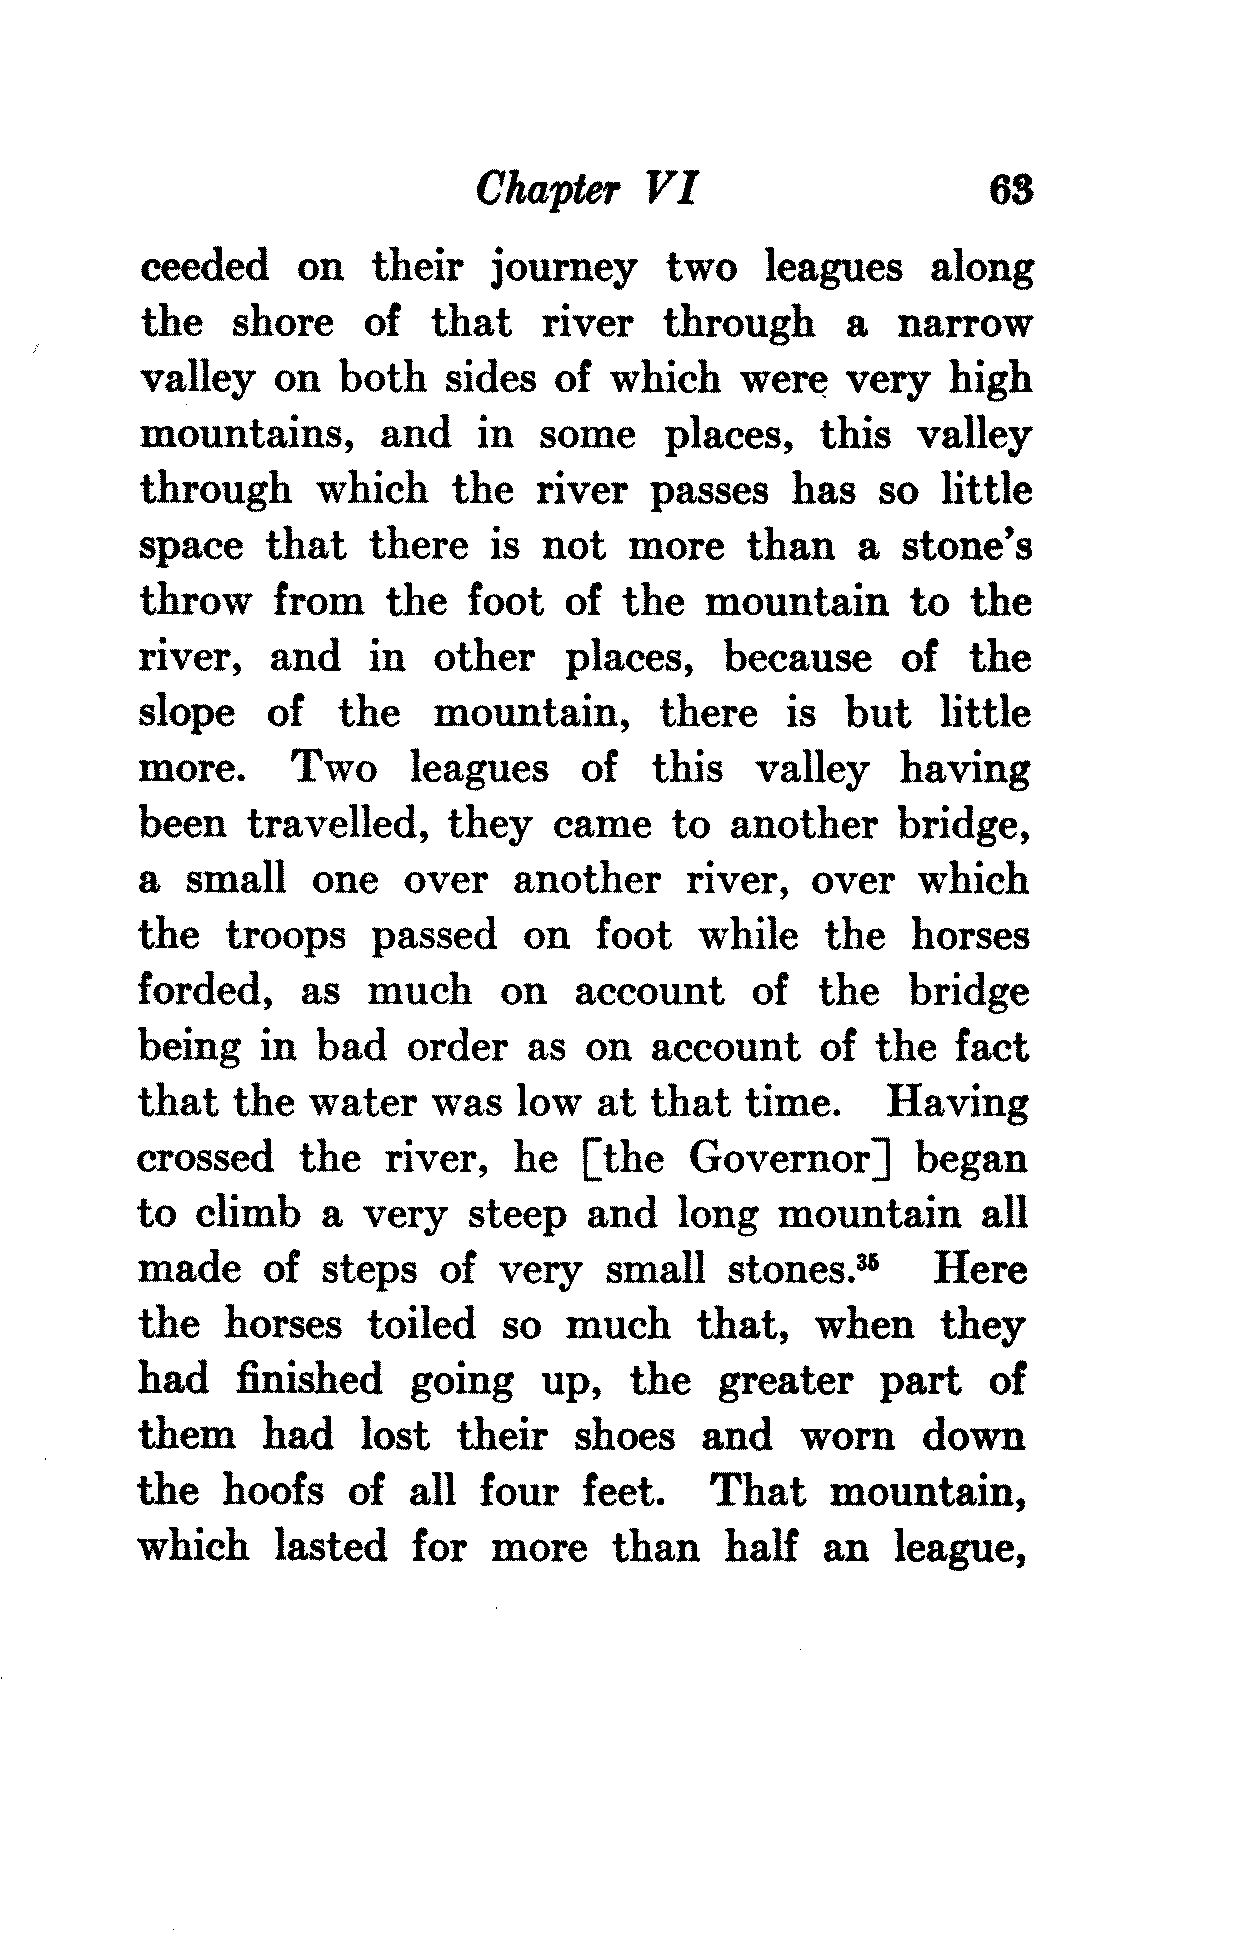 Chapter VI 63
ceeded on their journey two leagues along
the shore of that river through a narrow
valley on both sides of which were very high
mountains, and in some places, this valley
through which the river passes has so little
space that there is not more than a stone's
throw from the foot of the mountain to the
river, and in other places, because of the
slope of the mountain, there is but little
more. Two leagues of this valley having
been travelled, they came to another bridge,
a small one over another river, over which
the troops passed on foot while the horses
forded, as much on account of the bridge
being in bad order as on account of the fact
that the water was low at that time. Having
crossed the river, he [the Governor] began
to climb a very steep and long mountain all
made of steps of very small stones.³⁵ Here
the horses toiled so much that, when they
had finished going up, the greater part of
them had lost their shoes and worn down
the hoofs of all four feet. That mountain,
which lasted for more than half an league,